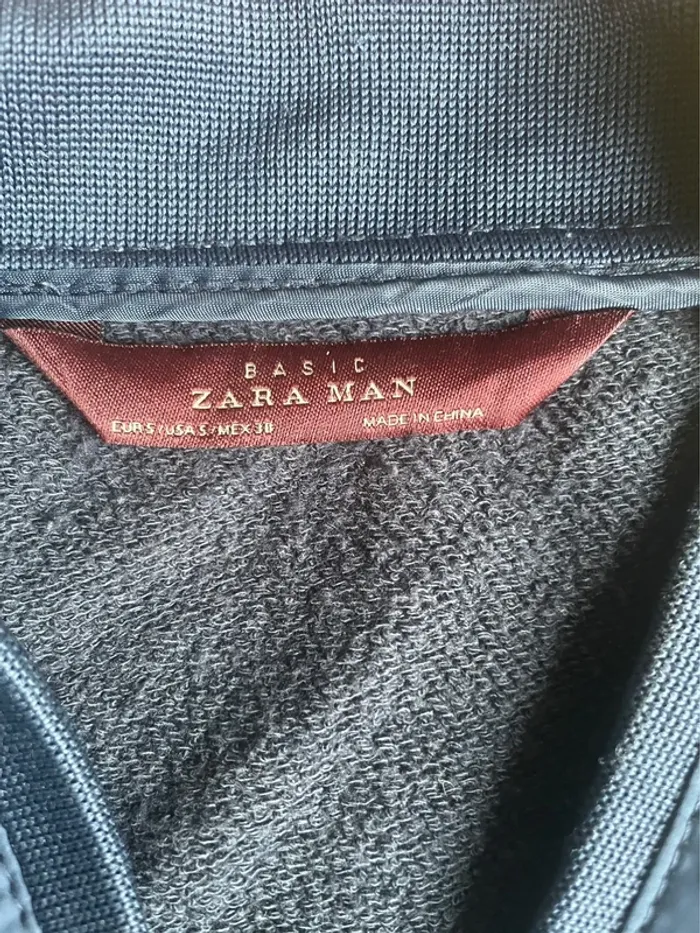 BASIC
ZARA MAN
EUR S / USA S / MEX 38
MADE IN CHINA